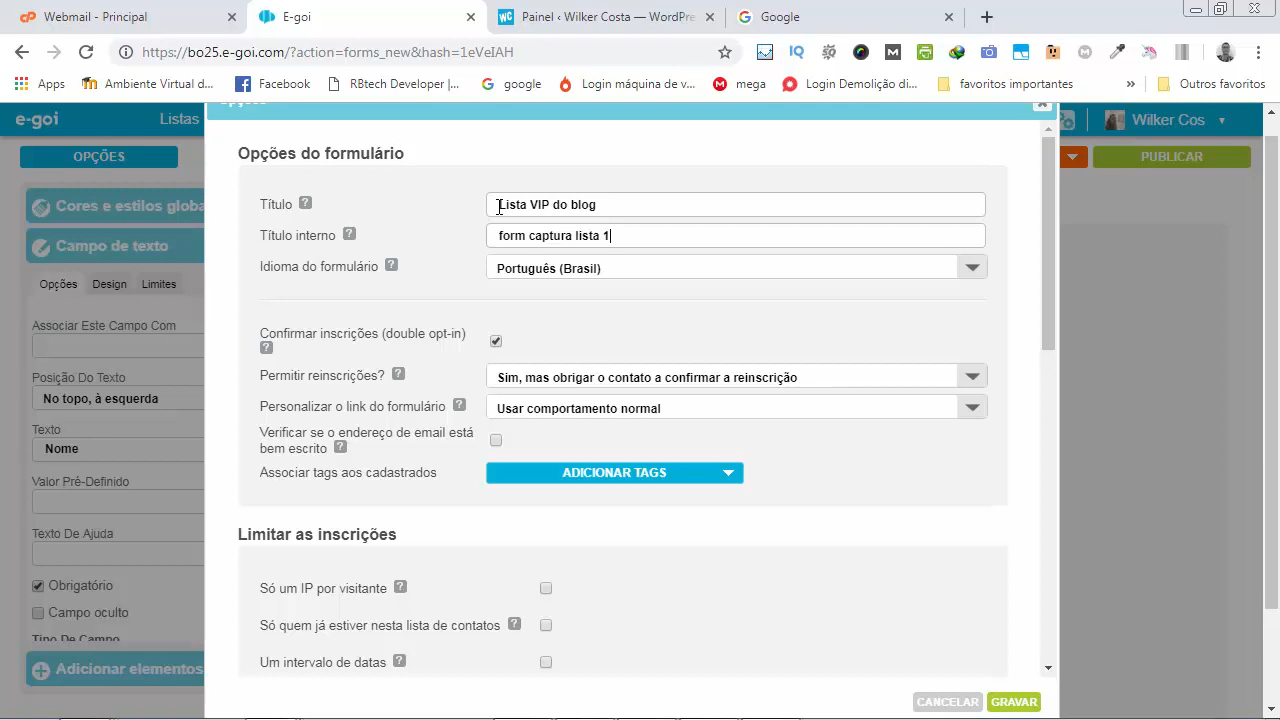 Webmail - Principal
E-goi
Painel ‹ Wilker Costa — WordPre
Google
https://bo25.e-goi.com/?action=forms_new&hash=1eVeIAH
Apps
Ambiente Virtual d...
Facebook
RBtech Developer |...
google
Login máquina de v...
mega
Login Demolição di...
favoritos importantes
»
Outros favoritos
e-goi
Listas
Wilker Cos
OPÇÕES
PUBLICAR
Cores e estilos globa
Campo de texto
Opções
Design
Limites
Associar Este Campo Com
Posição Do Texto
No topo, à esquerda
Texto
Nome
Valor Pré-Definido
Texto De Ajuda
Obrigatório
Campo oculto
Tipo De Campo
Adicionar elementos
Opções do formulário
Título ?
Lista VIP do blog
Título interno ?
form captura lista 1
Idioma do formulário ?
Português (Brasil)
Confirmar inscrições (double opt-in)
?
Permitir reinscrições? ?
Sim, mas obrigar o contato a confirmar a reinscrição
Personalizar o link do formulário ?
Usar comportamento normal
Verificar se o endereço de email está
bem escrito ?
Associar tags aos cadastrados
ADICIONAR TAGS
Limitar as inscrições
Só um IP por visitante ?
Só quem já estiver nesta lista de contatos ?
Um intervalo de datas ?
CANCELAR
GRAVAR